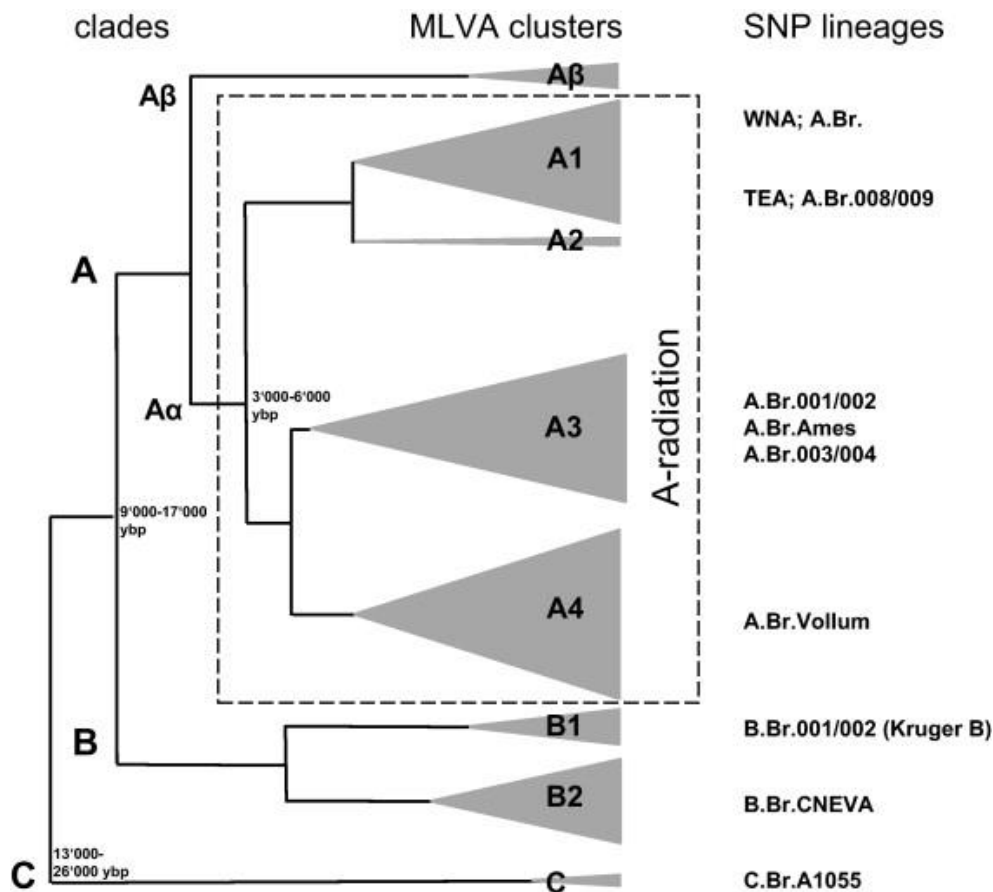 clades MLVA clusters SNP lineages
Aβ
Aβ
WNA; A.Br.
A1
TEA; A.Br.008/009
A2
A
A-radiation
3'000-6'000
ybp
Aα
A3
A.Br.001/002
A.Br.Ames
A.Br.003/004
9'000-17'000
ybp
A4
A.Br.Vollum
B
B1
B.Br.001/002 (Kruger B)
B2
B.Br.CNEVA
13'000-
26'000 ybp
C
C
C.Br.A1055